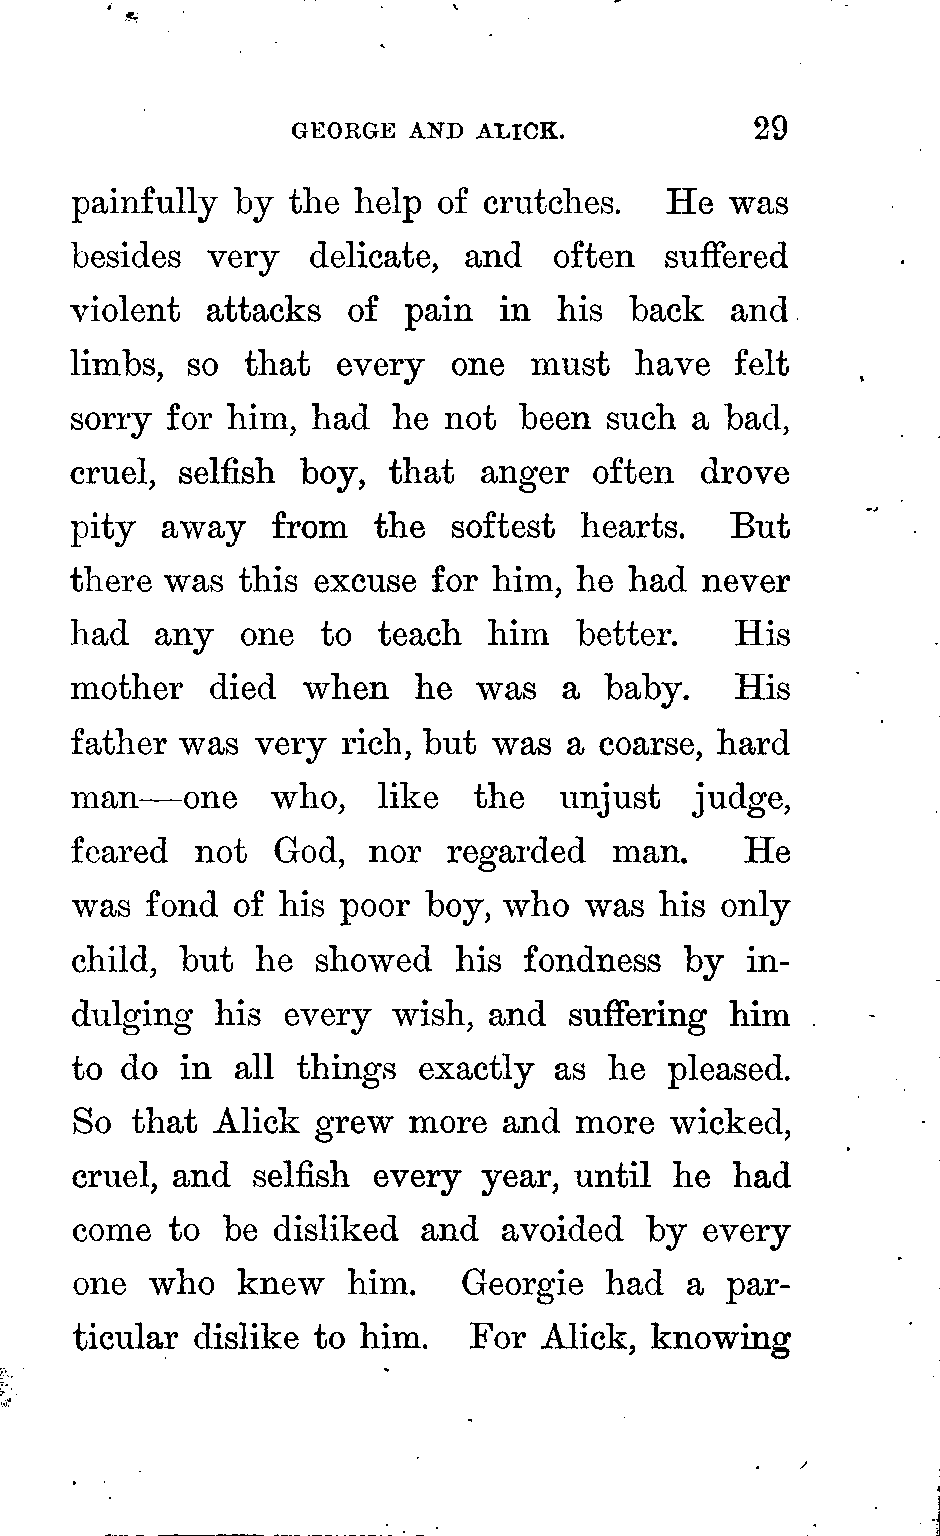 GEORGE AND ALICK. 29
painfully by the help of crutches. He was
besides very delicate, and often suffered
violent attacks of pain in his back and
limbs, so that every one must have felt
sorry for him, had he not been such a bad,
cruel, selfish boy, that anger often drove
pity away from the softest hearts. But
there was this excuse for him, he had never
had any one to teach him better. His
mother died when he was a baby. His
father was very rich, but was a coarse, hard
man—one who, like the unjust judge,
feared not God, nor regarded man. He
was fond of his poor boy, who was his only
child, but he showed his fondness by in-
dulging his every wish, and suffering him
to do in all things exactly as he pleased.
So that Alick grew more and more wicked,
cruel, and selfish every year, until he had
come to be disliked and avoided by every
one who knew him. Georgie had a par-
ticular dislike to him. For Alick, knowing